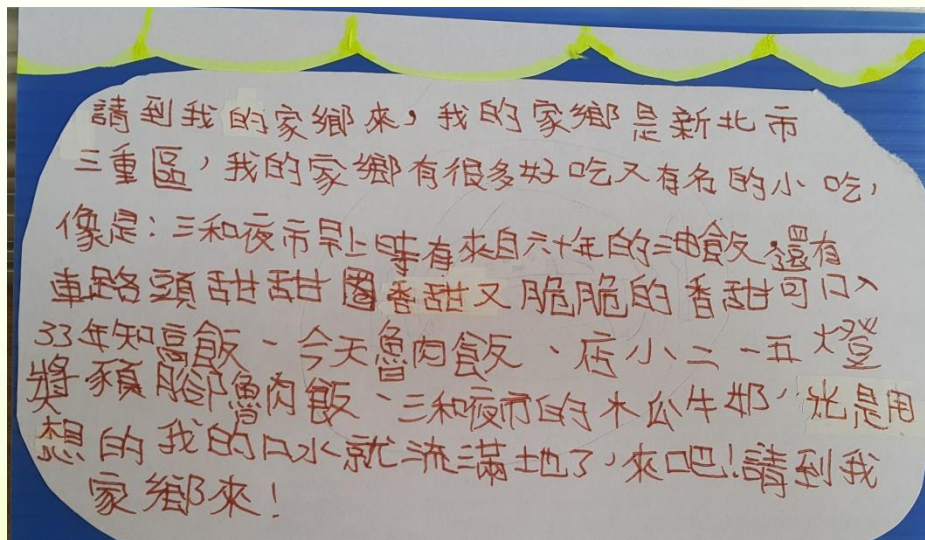 請到我的家鄉來，我的家鄉是新北市
三重區，我的家鄉有很多好吃又有名的小吃，
像是：三和夜市早上時有來自六十年的油飯、還有
車路頭甜甜圈香甜又脆脆的香甜可口入
33年知高飯、今天魯肉飯、店小二、五燈
獎豬腳魯肉飯、三和夜市的木瓜牛奶，光是用
想的我的口水就流滿地了，來吧！請到我
家鄉來！